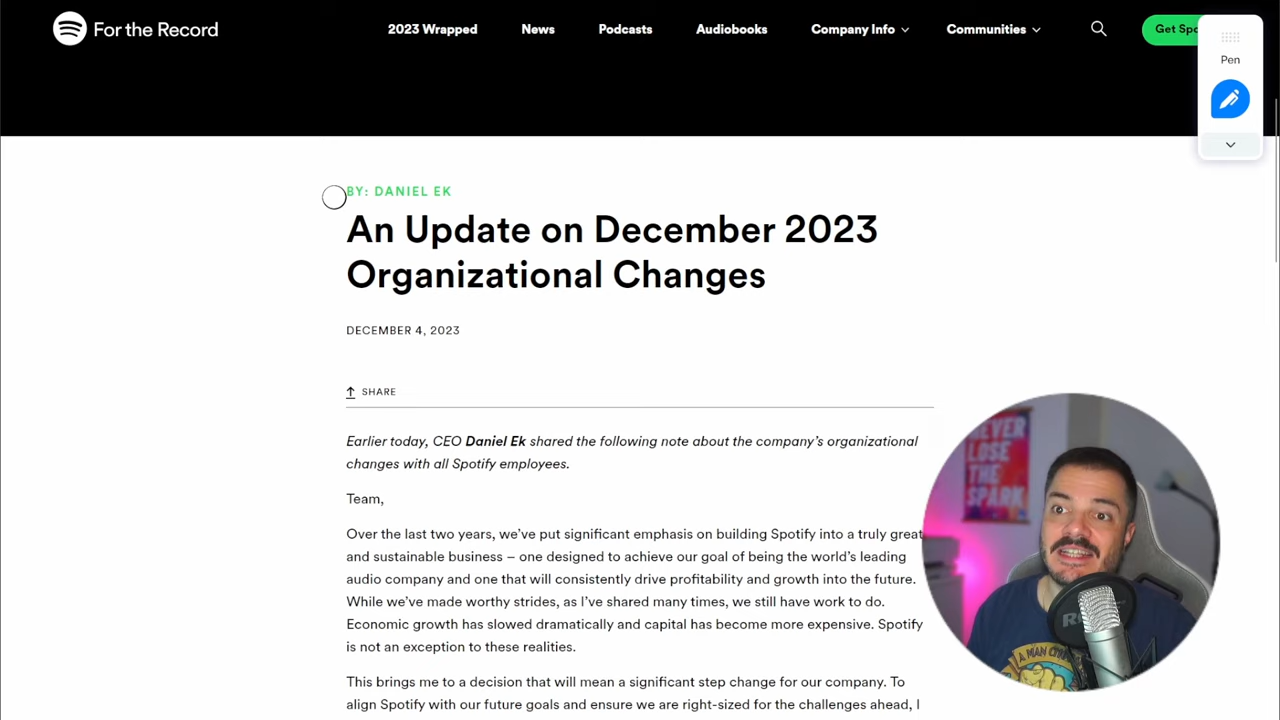 For the Record
2023 Wrapped
News
Podcasts
Audiobooks
Company Info
Communities
Get Spo
Pen
BY: DANIEL EK
An Update on December 2023
Organizational Changes
DECEMBER 4, 2023
SHARE
Earlier today, CEO Daniel Ek shared the following note about the company’s organizational
changes with all Spotify employees.
Team,
Over the last two years, we’ve put significant emphasis on building Spotify into a truly great
and sustainable business – one designed to achieve our goal of being the world’s leading
audio company and one that will consistently drive profitability and growth into the future.
While we’ve made worthy strides, as I’ve shared many times, we still have work to do.
Economic growth has slowed dramatically and capital has become more expensive. Spotify
is not an exception to these realities.
This brings me to a decision that will mean a significant step change for our company. To
align Spotify with our future goals and ensure we are right-sized for the challenges ahead, I
NEVER
LOSE
THE
SPARK
A MAN